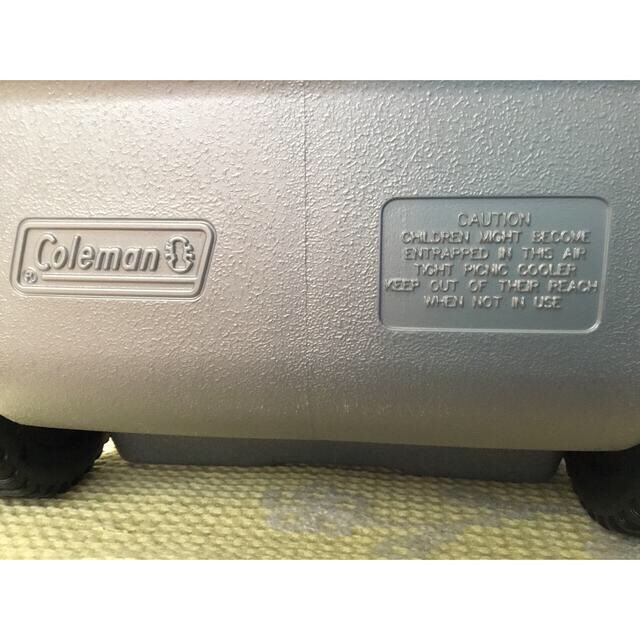 Coleman
®
CAUTION
CHILDREN MIGHT BECOME
ENTRAPPED IN THIS AIR
TIGHT PICNIC COOLER
KEEP OUT OF THEIR REACH
WHEN NOT IN USE